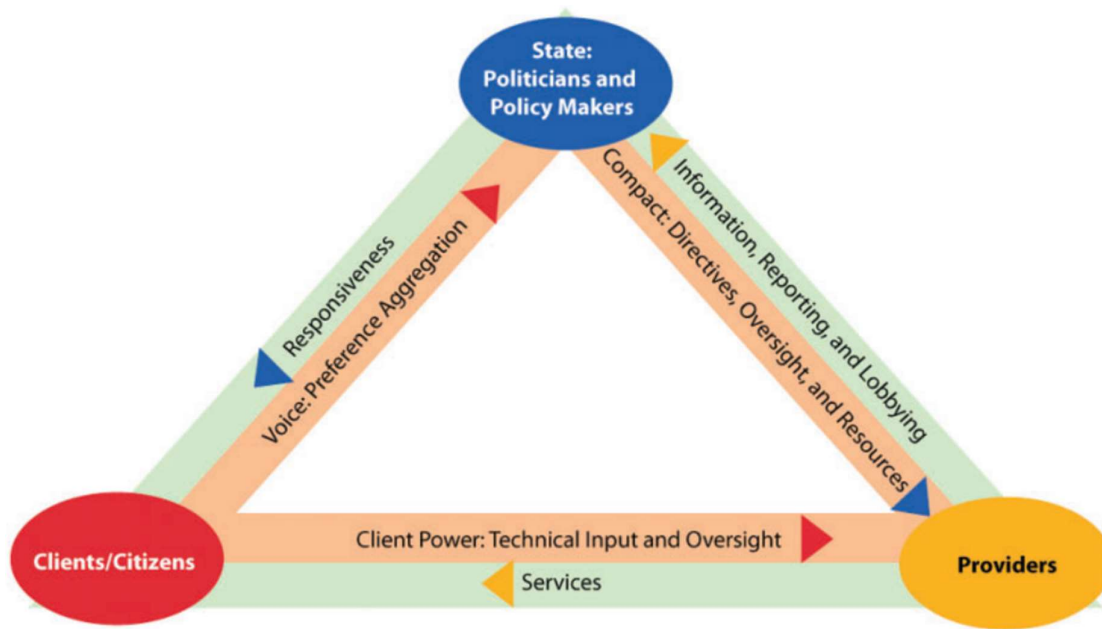 State:
Politicians and
Policy Makers
Responsiveness
Voice: Preference Aggregation
Compact: Directives, Oversight, and Resources
Information, Reporting, and Lobbying
Clients/Citizens
Client Power: Technical Input and Oversight
Services
Providers